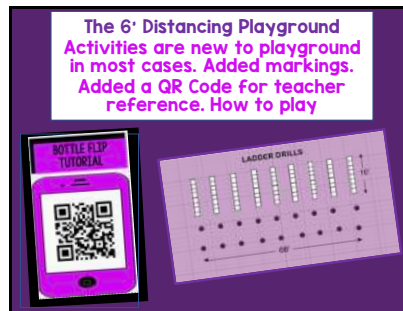 The 6' Distancing Playground
Activities are new to playground
in most cases. Added markings.
Added a QR Code for teacher
reference. How to play
BOTTLE FLIP
TUTORIAL
LADDER DRILLS
16'
66'